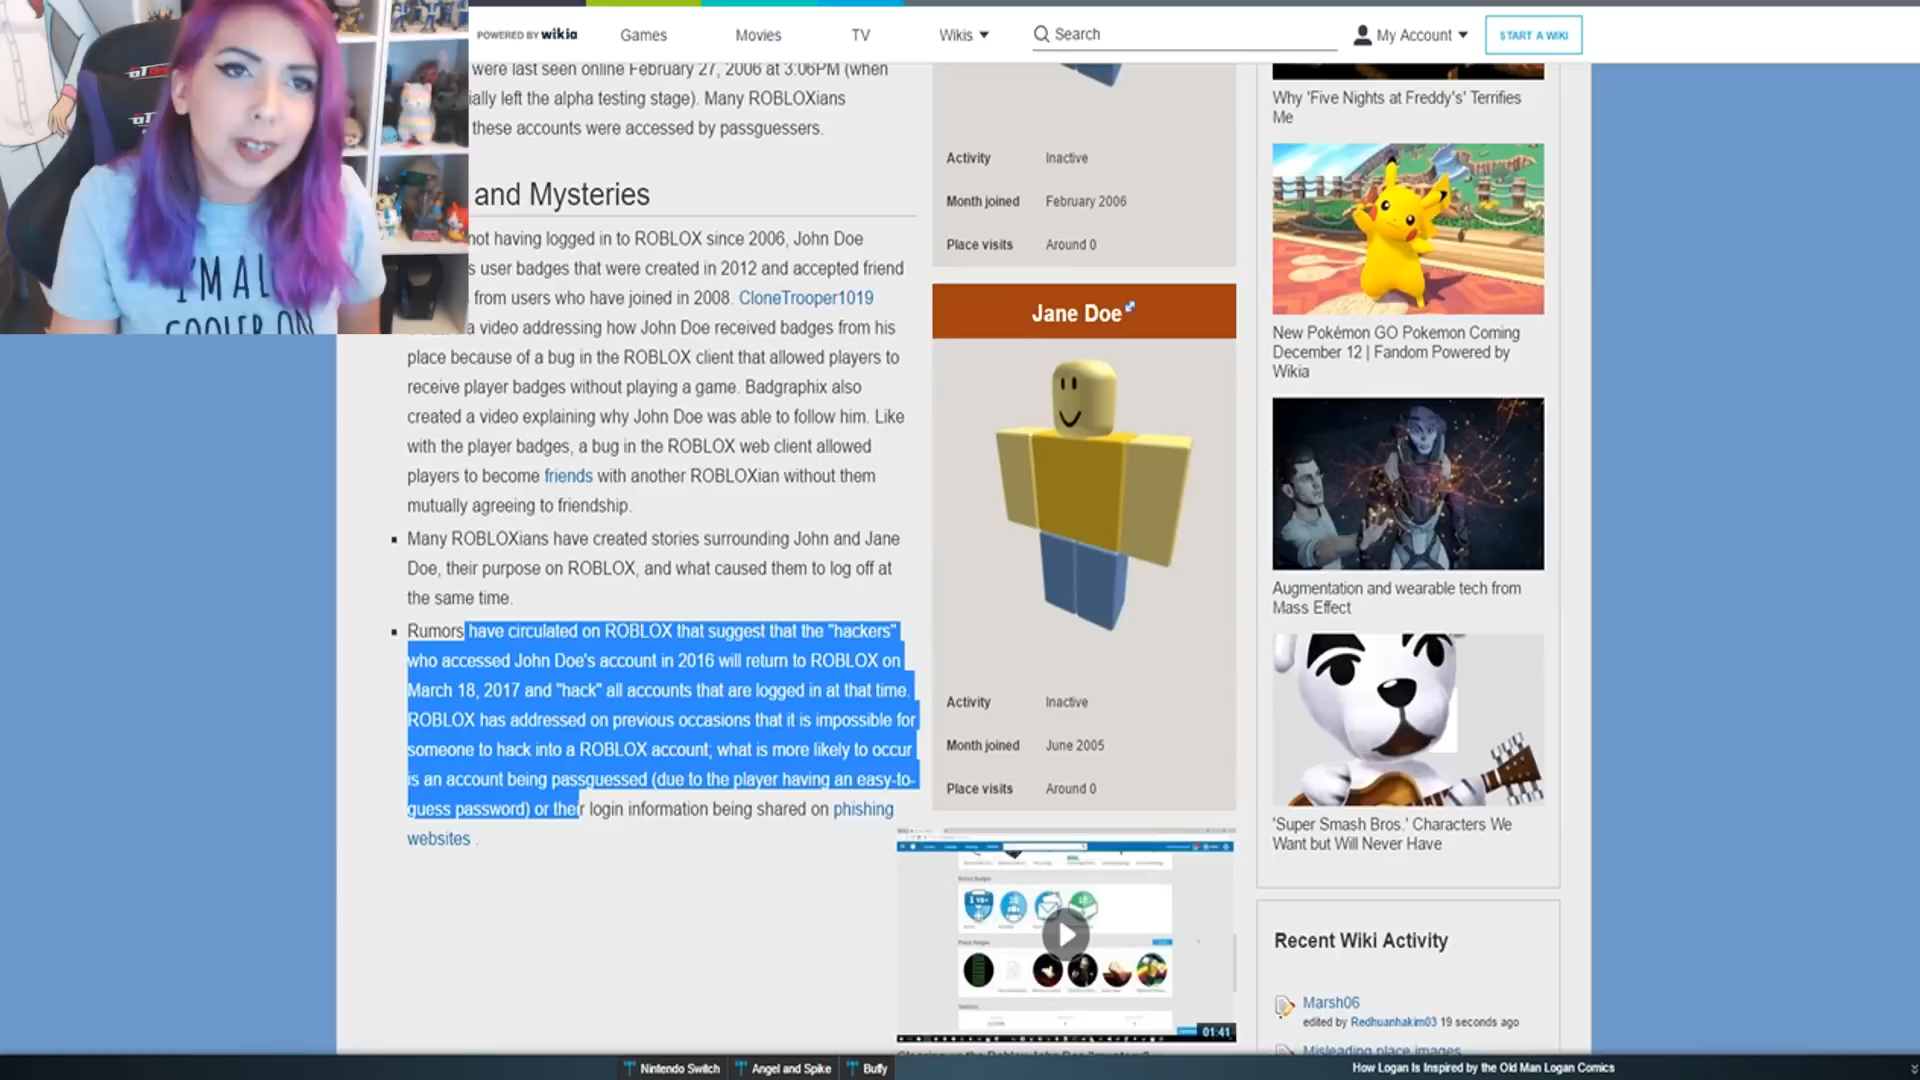 POWERED BY wikia
Games
Movies
TV
Wikis
Search
My Account
START A WIKI
I'M A
COOLER ON
were last seen online February 27, 2006 at 3:06PM (when
ially left the alpha testing stage). Many ROBLOXians
these accounts were accessed by passguessers.
and Mysteries
not having logged in to ROBLOX since 2006, John Doe
s user badges that were created in 2012 and accepted friend
from users who have joined in 2008. CloneTrooper1019
a video addressing how John Doe received badges from his
place because of a bug in the ROBLOX client that allowed players to
receive player badges without playing a game. Badgraphix also
created a video explaining why John Doe was able to follow him. Like
with the player badges, a bug in the ROBLOX web client allowed
players to become friends with another ROBLOXian without them
mutually agreeing to friendship.
Many ROBLOXians have created stories surrounding John and Jane
Doe, their purpose on ROBLOX, and what caused them to log off at
the same time.
Rumors have circulated on ROBLOX that suggest that the "hackers"
who accessed John Doe's account in 2016 will return to ROBLOX on
March 18, 2017 and "hack" all accounts that are logged in at that time.
ROBLOX has addressed on previous occasions that it is impossible for
someone to hack into a ROBLOX account; what is more likely to occur
is an account being passguessed (due to the player having an easy-to-
guess password) or their login information being shared on phishing
websites .
Activity Inactive
Month joined February 2006
Place visits Around 0
Jane Doe
Activity Inactive
Month joined June 2005
Place visits Around 0
01:41
Why 'Five Nights at Freddy's' Terrifies
Me
New Pokémon GO Pokemon Coming
December 12 | Fandom Powered by
Wikia
Augmentation and wearable tech from
Mass Effect
'Super Smash Bros.' Characters We
Want but Will Never Have
Recent Wiki Activity
Marsh06
edited by Redhuanhakim03 19 seconds ago
Misleading place images
Nintendo Switch
Angel and Spike
Buffy
How Logan Is Inspired by the Old Man Logan Comics